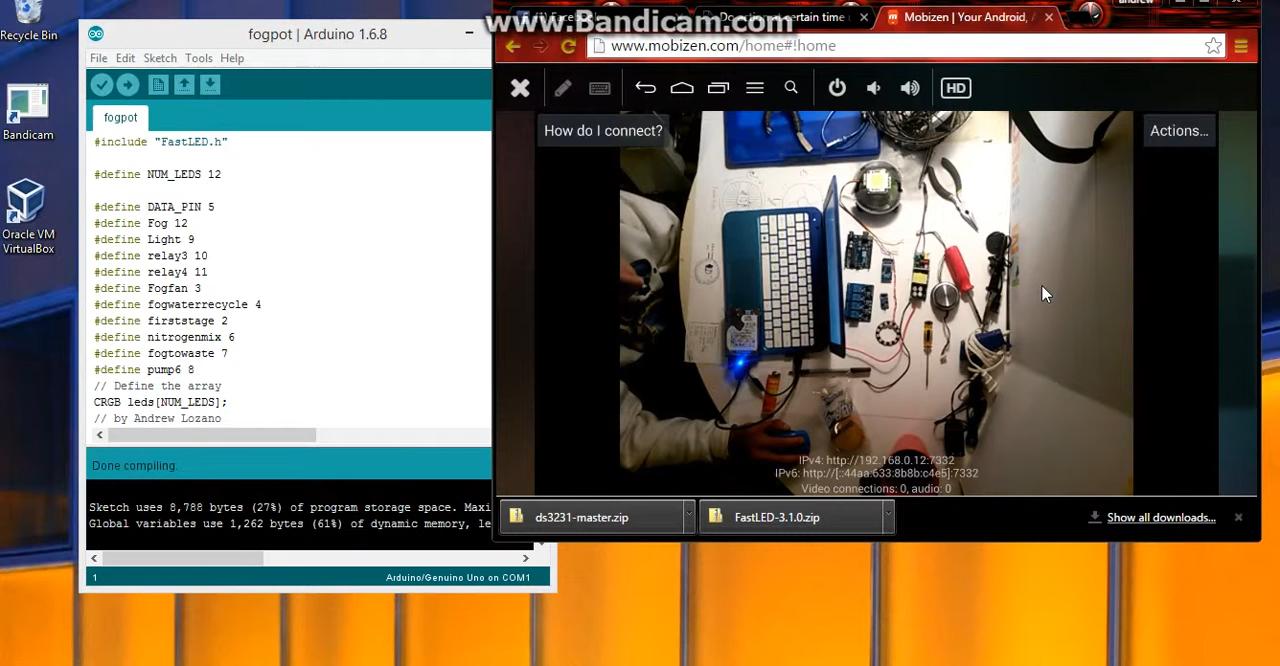 Recycle Bin
Bandicam
Oracle VM
VirtualBox
fogpot | Arduino 1.6.8
File Edit Sketch Tools Help
fogpot
#include "FastLED.h"
#define NUM_LEDS 12
#define DATA_PIN 5
#define Fog 12
#define Light 9
#define relay3 10
#define relay4 11
#define Fogfan 3
#define fogwaterrecycle 4
#define firststage 2
#define nitrogenmix 6
#define fogtowaste 7
#define pump6 8
// Define the array
CRGB leds[NUM_LEDS];
// by Andrew Lozano
Done compiling.
Sketch uses 8,788 bytes (27%) of program storage space. Maxi
Global variables use 1,262 bytes (61%) of dynamic memory, le
1
Arduino/Genuino Uno on COM1
www.Bandicam.com
certain time
Mobizen | Your Android,
andrew
www.mobizen.com/home#!home
HD
How do I connect?
Actions...
IPv4: http://192.168.0.12:7332
IPv6: http://[::44aa:633:8b8b:c4e5]:7332
Video connections: 0, audio: 0
ds3231-master.zip
FastLED-3.1.0.zip
Show all downloads...